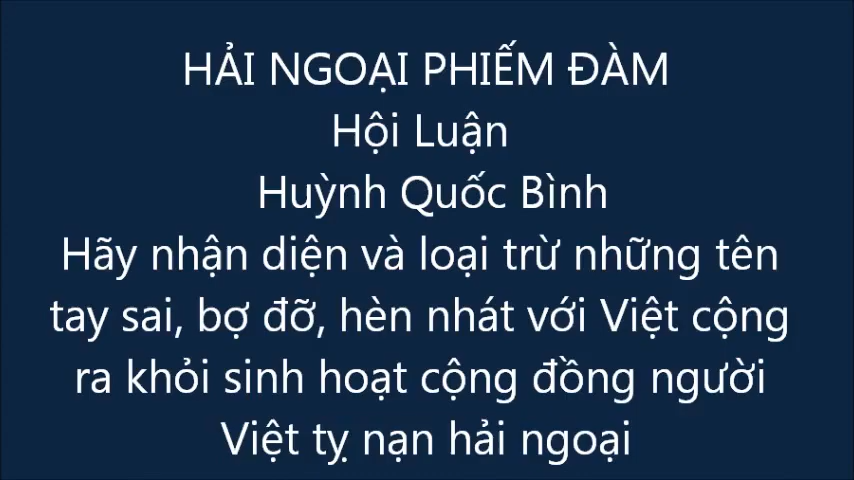 HẢI NGOẠI PHIẾM ĐÀM
Hội Luận
Huỳnh Quốc Bình
Hãy nhận diện và loại trừ những tên
tay sai, bợ đỡ, hèn nhát với Việt cộng
ra khỏi sinh hoạt cộng đồng người
Việt tỵ nạn hải ngoại